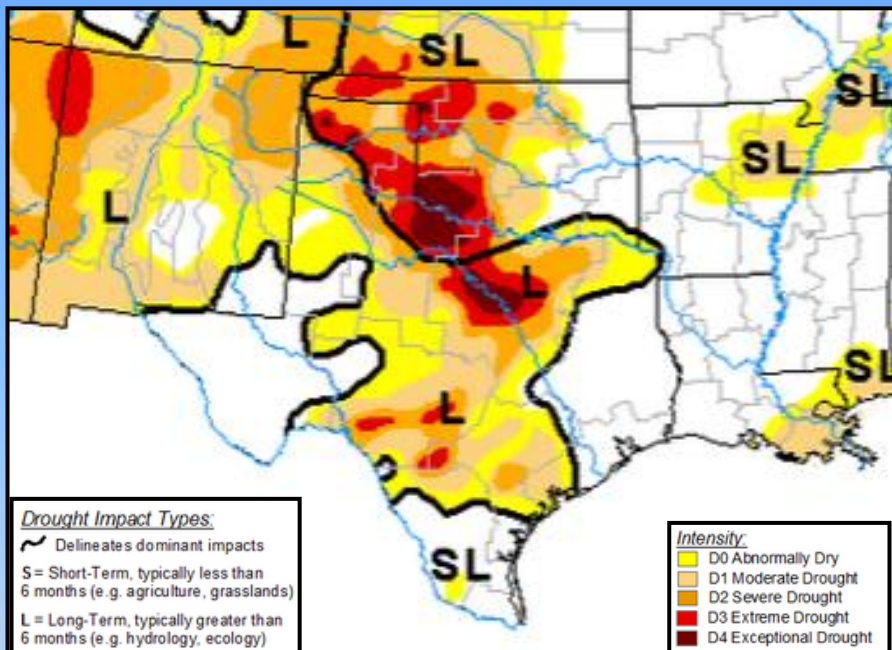 L
SL
SL
SL
L
L
L
SL
SL
Drought Impact Types:
Delineates dominant impacts
S = Short-Term, typically less than
6 months (e.g. agriculture, grasslands)
L = Long-Term, typically greater than
6 months (e.g. hydrology, ecology)
Intensity:
D0 Abnormally Dry
D1 Moderate Drought
D2 Severe Drought
D3 Extreme Drought
D4 Exceptional Drought